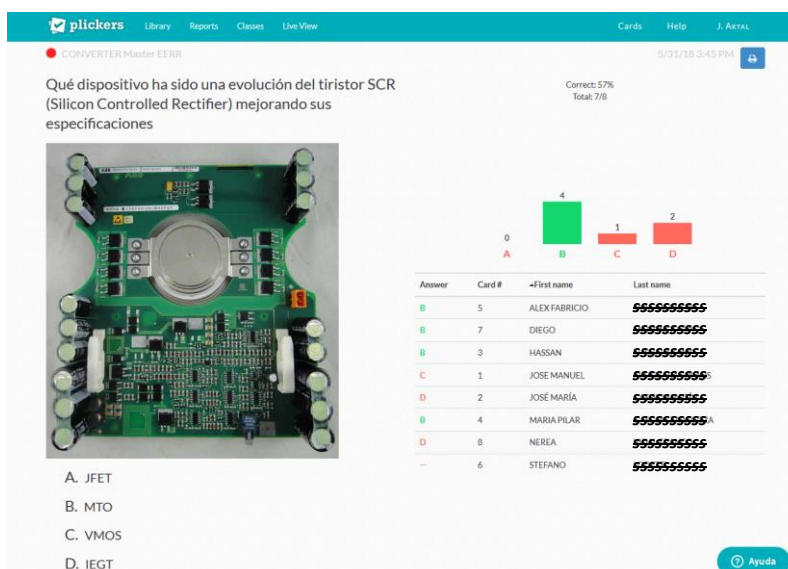 plickers Library Reports Classes Live View Cards Help J. ARTAL
CONVERTER Master EERR 5/31/18 3:45 PM
Qué dispositivo ha sido una evolución del tiristor SCR
(Silicon Controlled Rectifier) mejorando sus
especificaciones
Correct: 57%
Total: 7/8
4
2
1
0
A B C D
Answer Card # First name Last name
B 5 ALEX FABRICIO
B 7 DIEGO
B 3 HASSAN
C 1 JOSE MANUEL
D 2 JOSÉ MARÍA
B 4 MARIA PILAR
D 8 NEREA
— 6 STEFANO
A. JFET
B. MTO
C. VMOS
D. IEGT
Ayuda